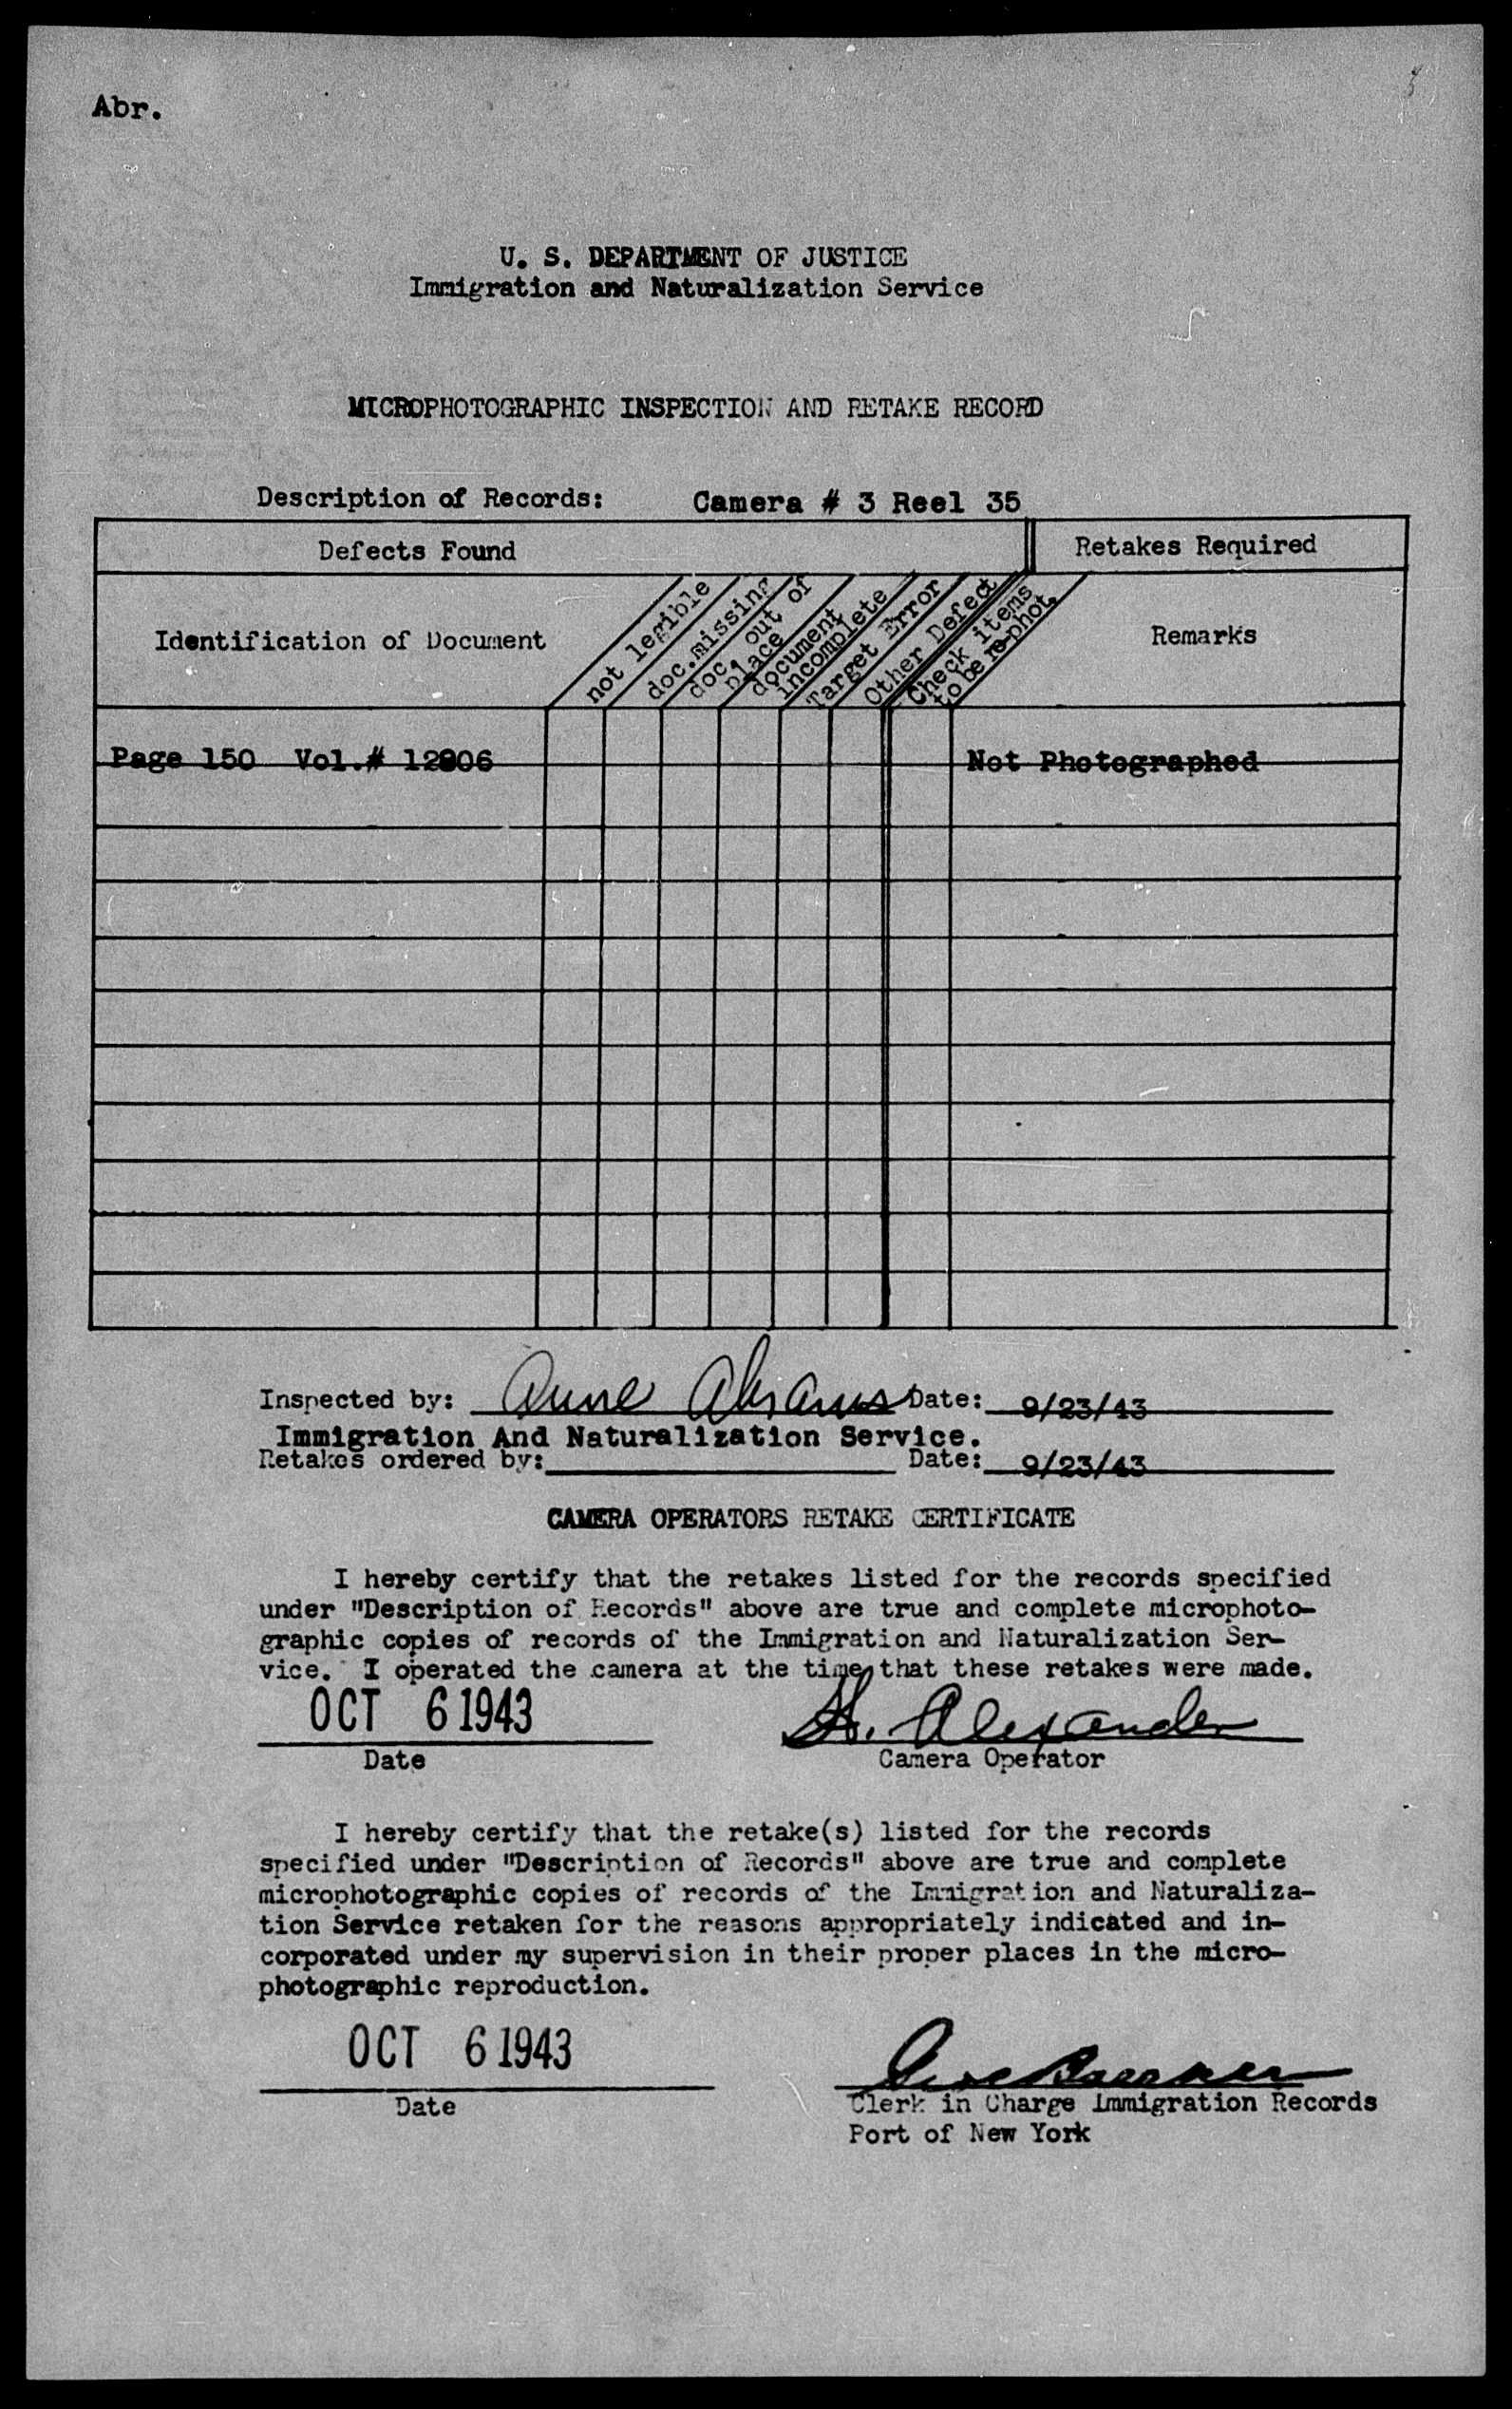 Abr.
U. S. DEPARTMENT OF JUSTICE
Immigration and Naturalization Service
MICROPHOTOGRAPHIC INSPECTION AND RETAKE RECORD
Description of Records: Camera # 3 Reel 35
Defects Found
Retakes Required
Identification of Document
not legible
doc.missing
doc. out of
place
document
incomplete
Target Error
Other Defect
Check items
to be re-phot.
Remarks
Page 150 Vol.# 12906 Not Photographed
Inspected by: Anne Abrams Date: 9/23/43
Immigration And Naturalization Service.
Retakes ordered by: Date: 9/23/43
CAMERA OPERATORS RETAKE CERTIFICATE
I hereby certify that the retakes listed for the records specified
under "Description of Records" above are true and complete microphoto-
graphic copies of records of the Immigration and Naturalization Ser-
vice. I operated the camera at the time that these retakes were made.
OCT 6 1943 H. Alexander
Date Camera Operator
I hereby certify that the retake(s) listed for the records
specified under "Description of Records" above are true and complete
microphotographic copies of records of the Immigration and Naturaliza-
tion Service retaken for the reasons appropriately indicated and in-
corporated under my supervision in their proper places in the micro-
photographic reproduction.
OCT 6 1943
Date Clerk in Charge Immigration Records
Port of New York